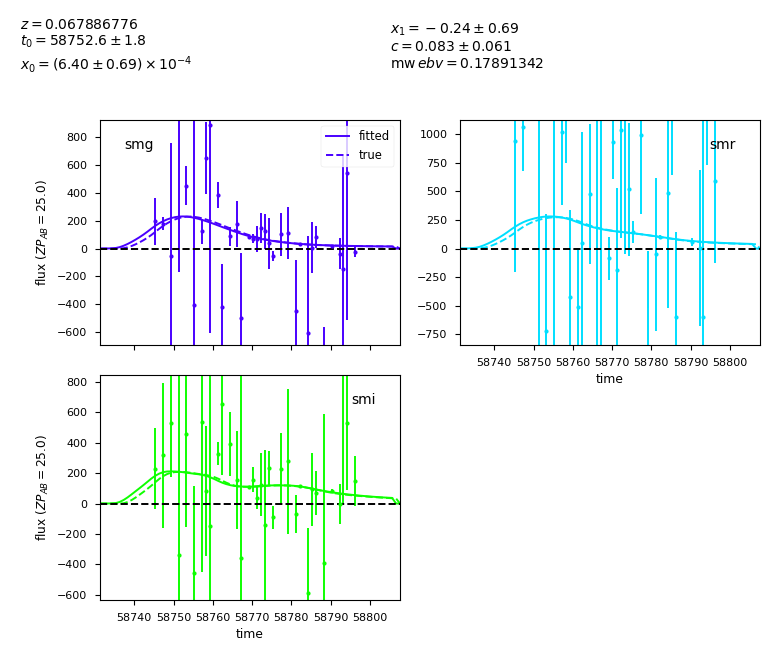 z = 0.067886776
t₀ = 58752.6 ± 1.8
x₀ = (6.40 ± 0.69) × 10⁻⁴
x₁ = −0.24 ± 0.69
c = 0.083 ± 0.061
mw ebv = 0.17891342
smg
fitted
true
800
600
400
200
0
−200
−400
−600
flux (ZP_AB = 25.0)
smr
1000
750
500
250
0
−250
−500
−750
58740 58750 58760 58770 58780 58790 58800
time
smi
800
600
400
200
0
−200
−400
−600
flux (ZP_AB = 25.0)
58740 58750 58760 58770 58780 58790 58800
time